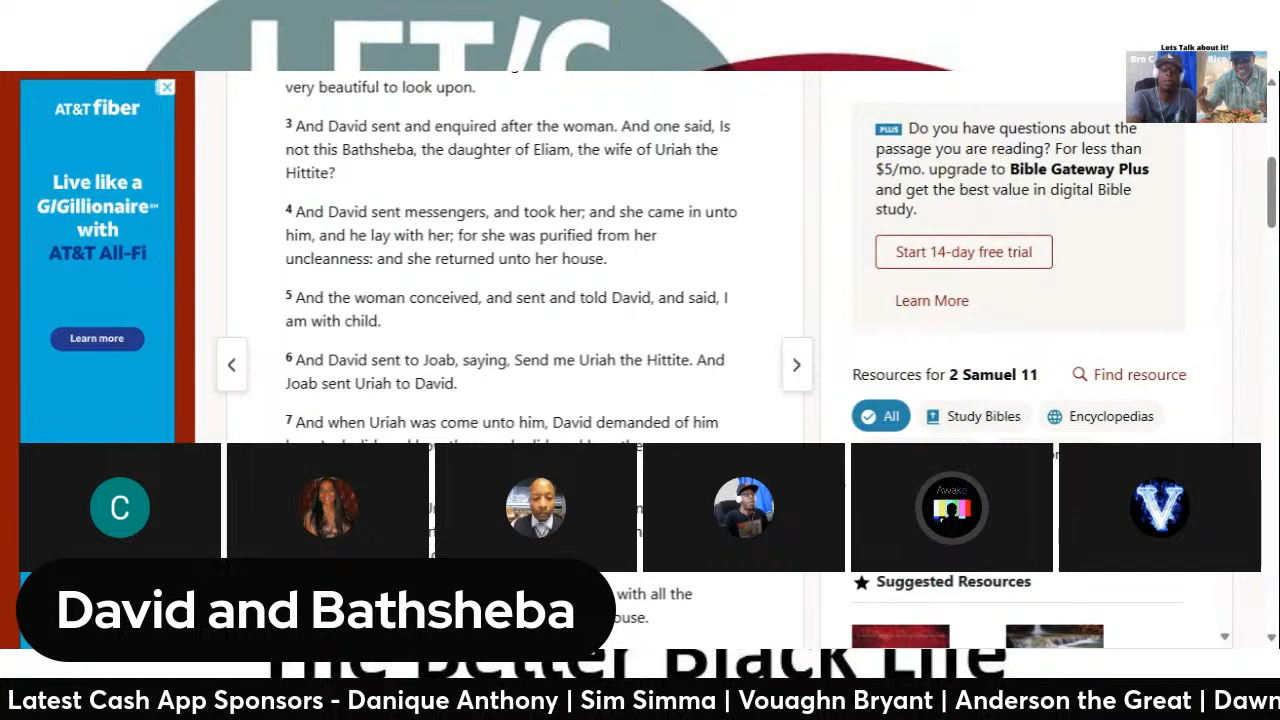 LET'S
Lets Talk about it!
Bro C
Rico
AT&T fiber
Live like a
GIGillionaire℠
with
AT&T All-Fi
Learn more
very beautiful to look upon.
3 And David sent and enquired after the woman. And one said, Is
not this Bathsheba, the daughter of Eliam, the wife of Uriah the
Hittite?
4 And David sent messengers, and took her; and she came in unto
him, and he lay with her; for she was purified from her
uncleanness: and she returned unto her house.
5 And the woman conceived, and sent and told David, and said, I
am with child.
6 And David sent to Joab, saying, Send me Uriah the Hittite. And
Joab sent Uriah to David.
7 And when Uriah was come unto him, David demanded of him
with all the
PLUS Do you have questions about the
passage you are reading? For less than
$5/mo. upgrade to Bible Gateway Plus
and get the best value in digital Bible
study.
Start 14-day free trial
Learn More
Resources for 2 Samuel 11
Find resource
All
Study Bibles
Encyclopedias
C
Awake
V
Suggested Resources
David and Bathsheba
The Better Black Life
Latest Cash App Sponsors - Danique Anthony | Sim Simma | Vouaghn Bryant | Anderson the Great | Dawn